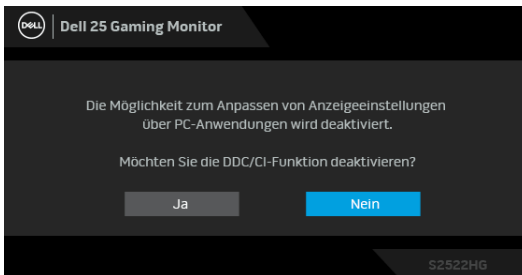 DELL
Dell 25 Gaming Monitor
Die Möglichkeit zum Anpassen von Anzeigeeinstellungen
über PC-Anwendungen wird deaktiviert.
Möchten Sie die DDC/CI-Funktion deaktivieren?
Ja
Nein
S2522HG